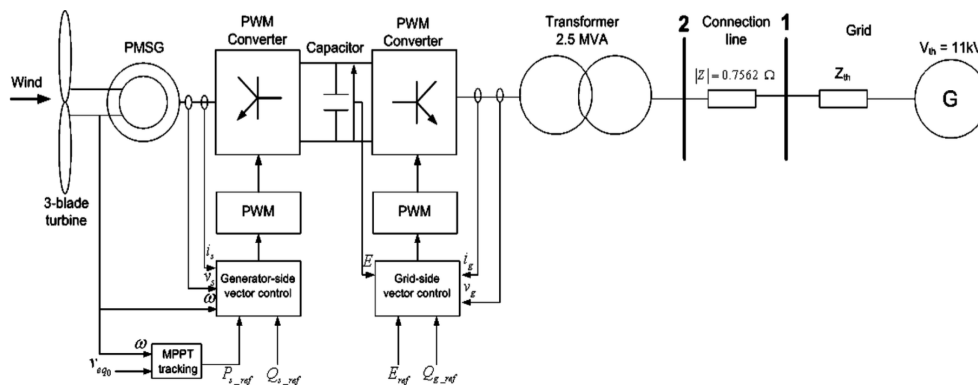 PWM
Converter
PMSG
Wind
3-blade
turbine
Capacitor
PWM
Converter
Transformer
2.5 MVA
2
Connection
line
|Z| = 0.7562 Ω
1
Grid
Z_th
V_th = 11kV
G
PWM
PWM
i_s
v_s
ω
Generator-side
vector control
E
Grid-side
vector control
i_g
v_g
ω
v_eq0
MPPT
tracking
P_s_ref
Q_s_ref
E_ref
Q_g_ref